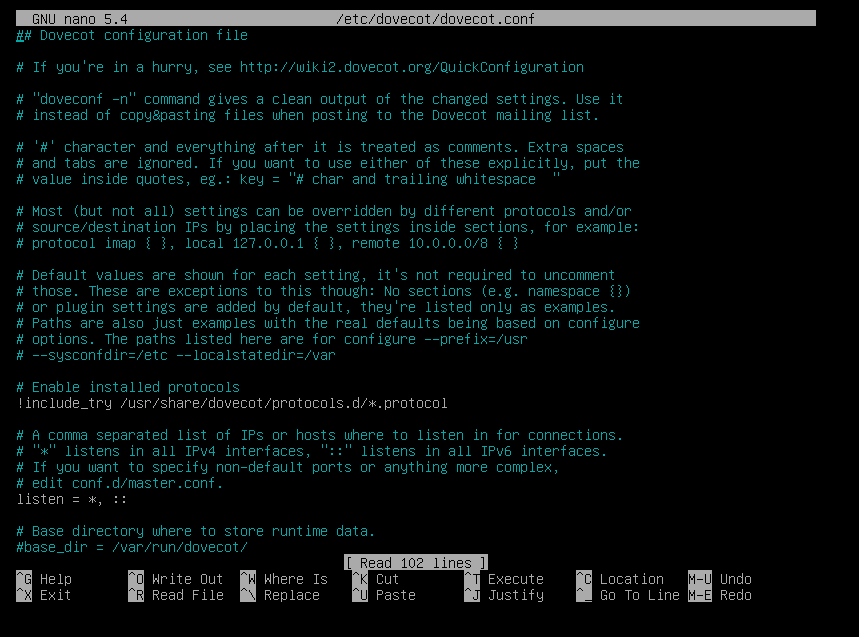 GNU nano 5.4 /etc/dovecot/dovecot.conf
## Dovecot configuration file
# If you're in a hurry, see http://wiki2.dovecot.org/QuickConfiguration
# "doveconf -n" command gives a clean output of the changed settings. Use it
# instead of copy&pasting files when posting to the Dovecot mailing list.
# '#' character and everything after it is treated as comments. Extra spaces
# and tabs are ignored. If you want to use either of these explicitly, put the
# value inside quotes, eg.: key = "# char and trailing whitespace  "
# Most (but not all) settings can be overridden by different protocols and/or
# source/destination IPs by placing the settings inside sections, for example:
# protocol imap { }, local 127.0.0.1 { }, remote 10.0.0.0/8 { }
# Default values are shown for each setting, it's not required to uncomment
# those. These are exceptions to this though: No sections (e.g. namespace {})
# or plugin settings are added by default, they're listed only as examples.
# Paths are also just examples with the real defaults being based on configure
# options. The paths listed here are for configure --prefix=/usr
# --sysconfdir=/etc --localstatedir=/var
# Enable installed protocols
!include_try /usr/share/dovecot/protocols.d/*.protocol
# A comma separated list of IPs or hosts where to listen in for connections.
# "*" listens in all IPv4 interfaces, "::" listens in all IPv6 interfaces.
# If you want to specify non-default ports or anything more complex,
# edit conf.d/master.conf.
listen = *, ::
# Base directory where to store runtime data.
#base_dir = /var/run/dovecot/
[ Read 102 lines ]
^G Help ^O Write Out ^W Where Is ^K Cut ^T Execute ^C Location M-U Undo
^X Exit ^R Read File ^\ Replace ^U Paste ^J Justify ^_ Go To Line M-E Redo